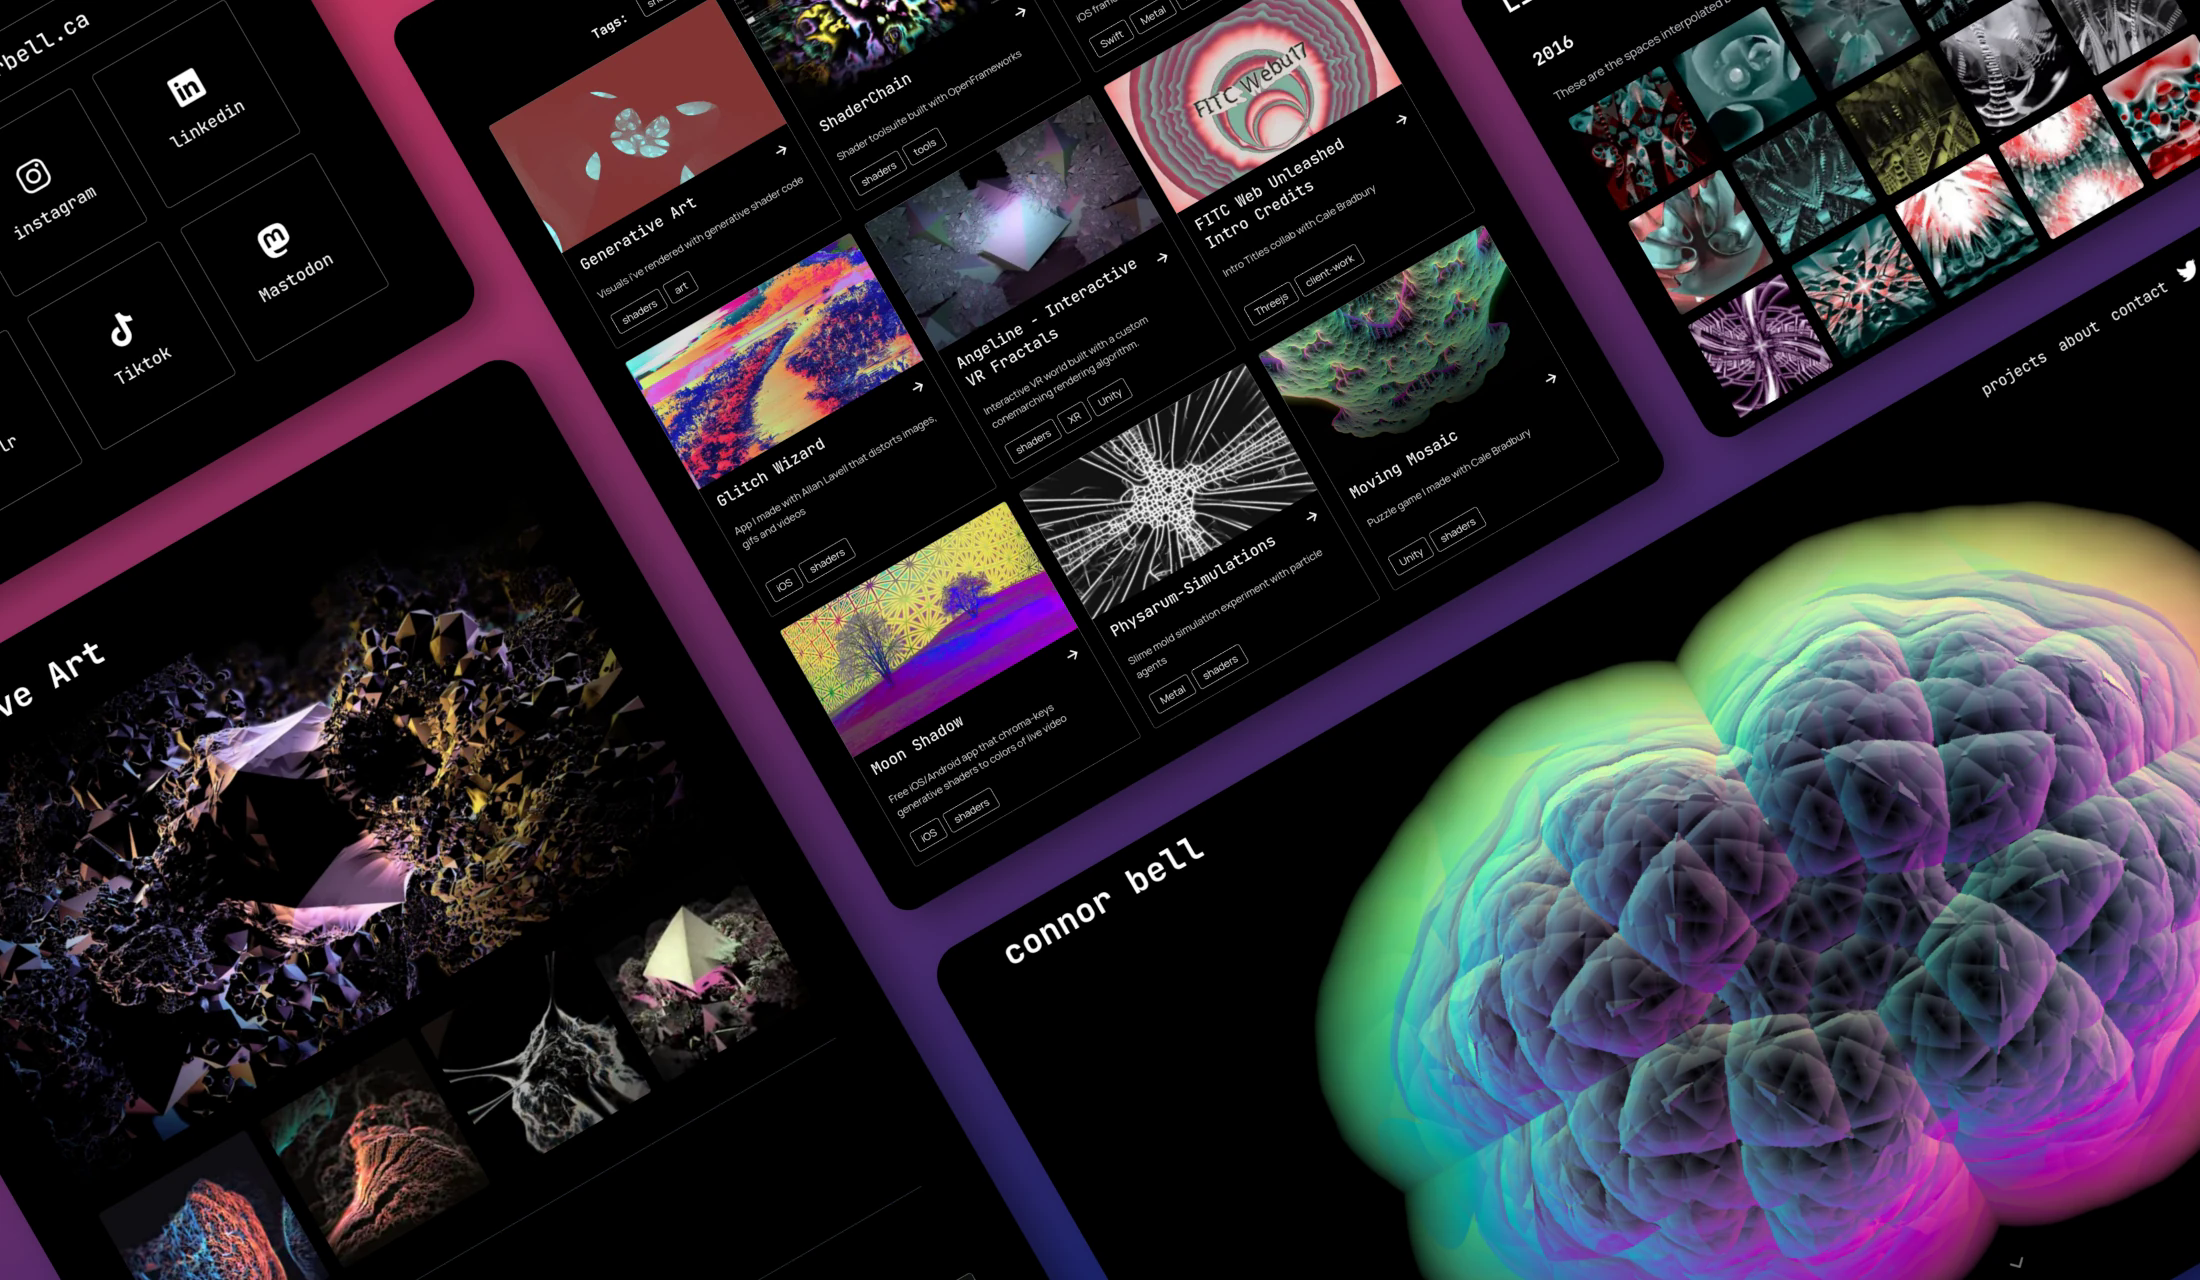 linkedin
instagram
Mastodon
Tiktok
Tags:
Generative Art
Visuals i've rendered with generative shader code
shaders
art
ShaderChain
Shader toolsuite built with OpenFrameworks
shaders
tools
Swift
Metal
FITC Webu17
FITC Web Unleashed
Intro Credits
Intro Titles collab with Cale Bradbury
Threejs
client-work
Glitch Wizard
App I made with Allan Lavell that distorts images,
gifs and videos
iOS
shaders
Angeline - Interactive
VR Fractals
Interactive VR world built with a custom
conemarching rendering algorithm.
shaders
XR
Unity
Moving Mosaic
Puzzle game I made with Cale Bradbury
Unity
shaders
Moon Shadow
Free iOS/Android app that chroma-keys
generative shaders to colors of live video
iOS
shaders
Physarum-Simulations
Slime mold simulation experiment with particle
agents
Metal
shaders
2016
These are the spaces interpolated
projects
about
contact
Art
connor bell